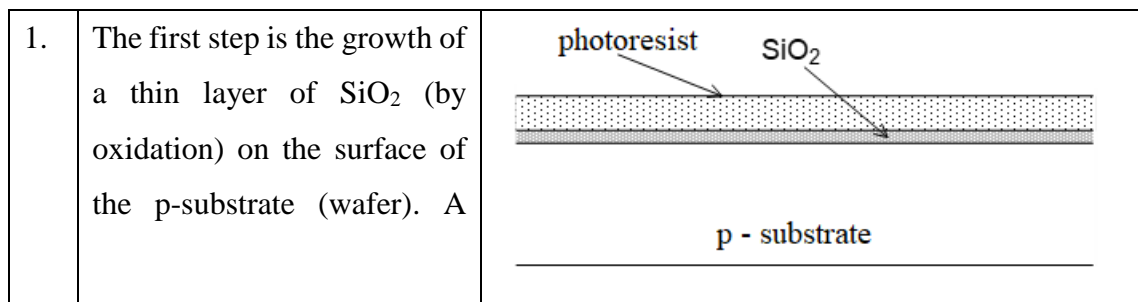 1.
The first step is the growth of
a thin layer of SiO₂ (by
oxidation) on the surface of
the p-substrate (wafer). A
photoresist
SiO₂
p - substrate